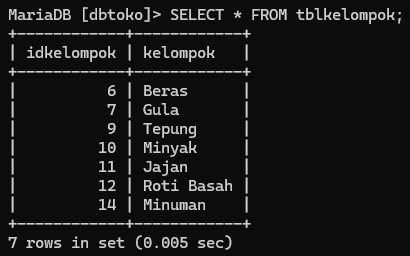 MariaDB [dbtoko]> SELECT * FROM tblkelompok;
+------------+------------+
| idkelompok | kelompok   |
+------------+------------+
|          6 | Beras      |
|          7 | Gula       |
|          9 | Tepung     |
|         10 | Minyak     |
|         11 | Jajan      |
|         12 | Roti Basah |
|         14 | Minuman    |
+------------+------------+
7 rows in set (0.005 sec)